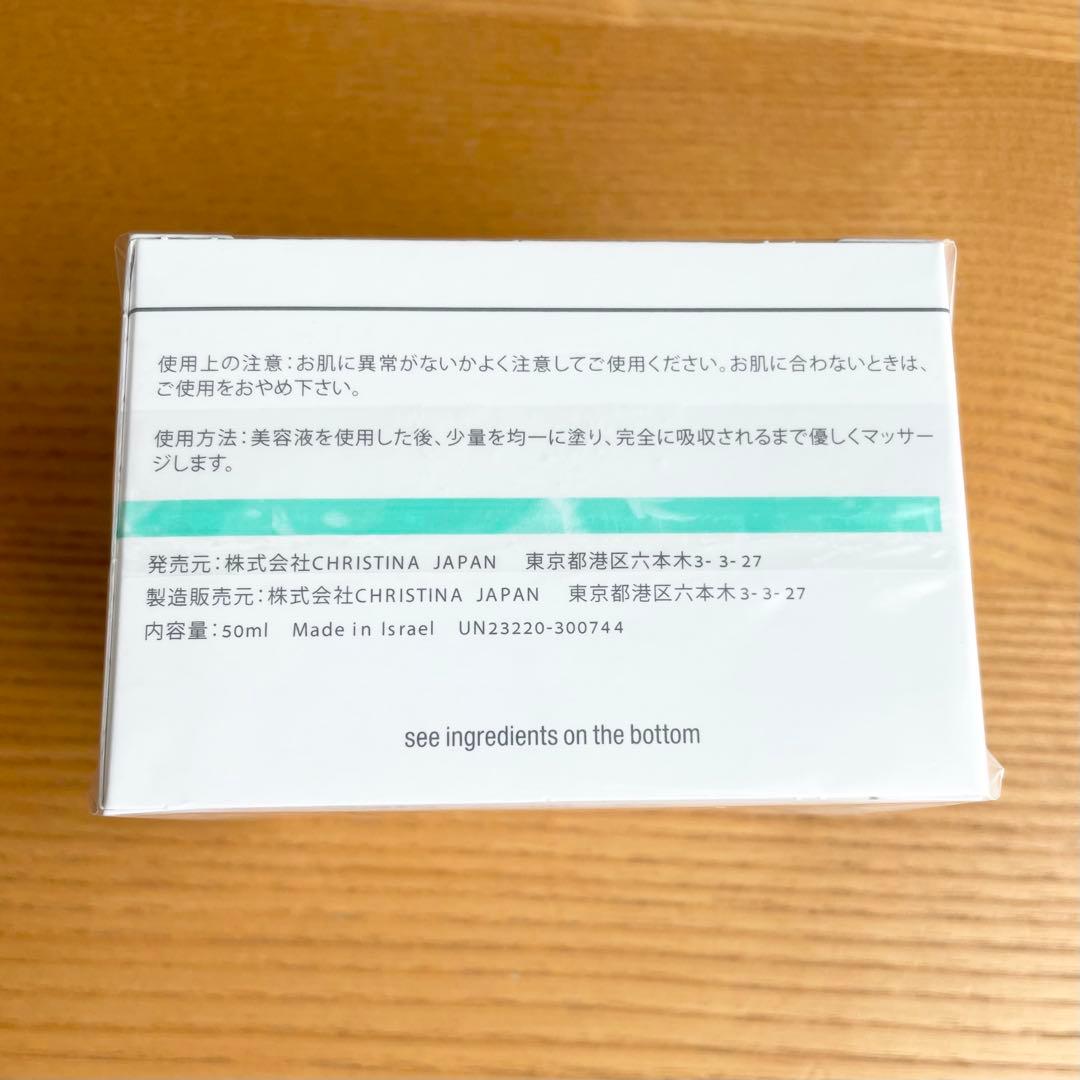 使用上の注意：お肌に異常がないかよく注意してご使用ください。お肌に合わないときは、
ご使用をおやめ下さい。
使用方法：美容液を使用した後、少量を均一に塗り、完全に吸収されるまで優しくマッサー
ジします。
発売元：株式会社CHRISTINA JAPAN 東京都港区六本木3-3-27
製造販売元：株式会社CHRISTINA JAPAN 東京都港区六本木3-3-27
内容量：50ml Made in Israel UN23220-300744
see ingredients on the bottom